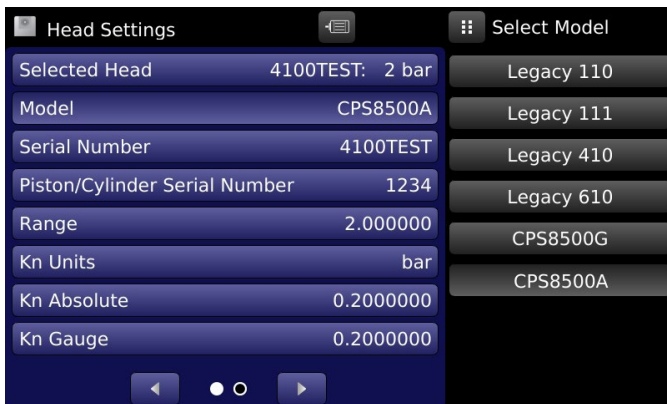 Head Settings
Selected Head 4100TEST: 2 bar
Model CPS8500A
Serial Number 4100TEST
Piston/Cylinder Serial Number 1234
Range 2.000000
Kn Units bar
Kn Absolute 0.2000000
Kn Gauge 0.2000000
Select Model
Legacy 110
Legacy 111
Legacy 410
Legacy 610
CPS8500G
CPS8500A